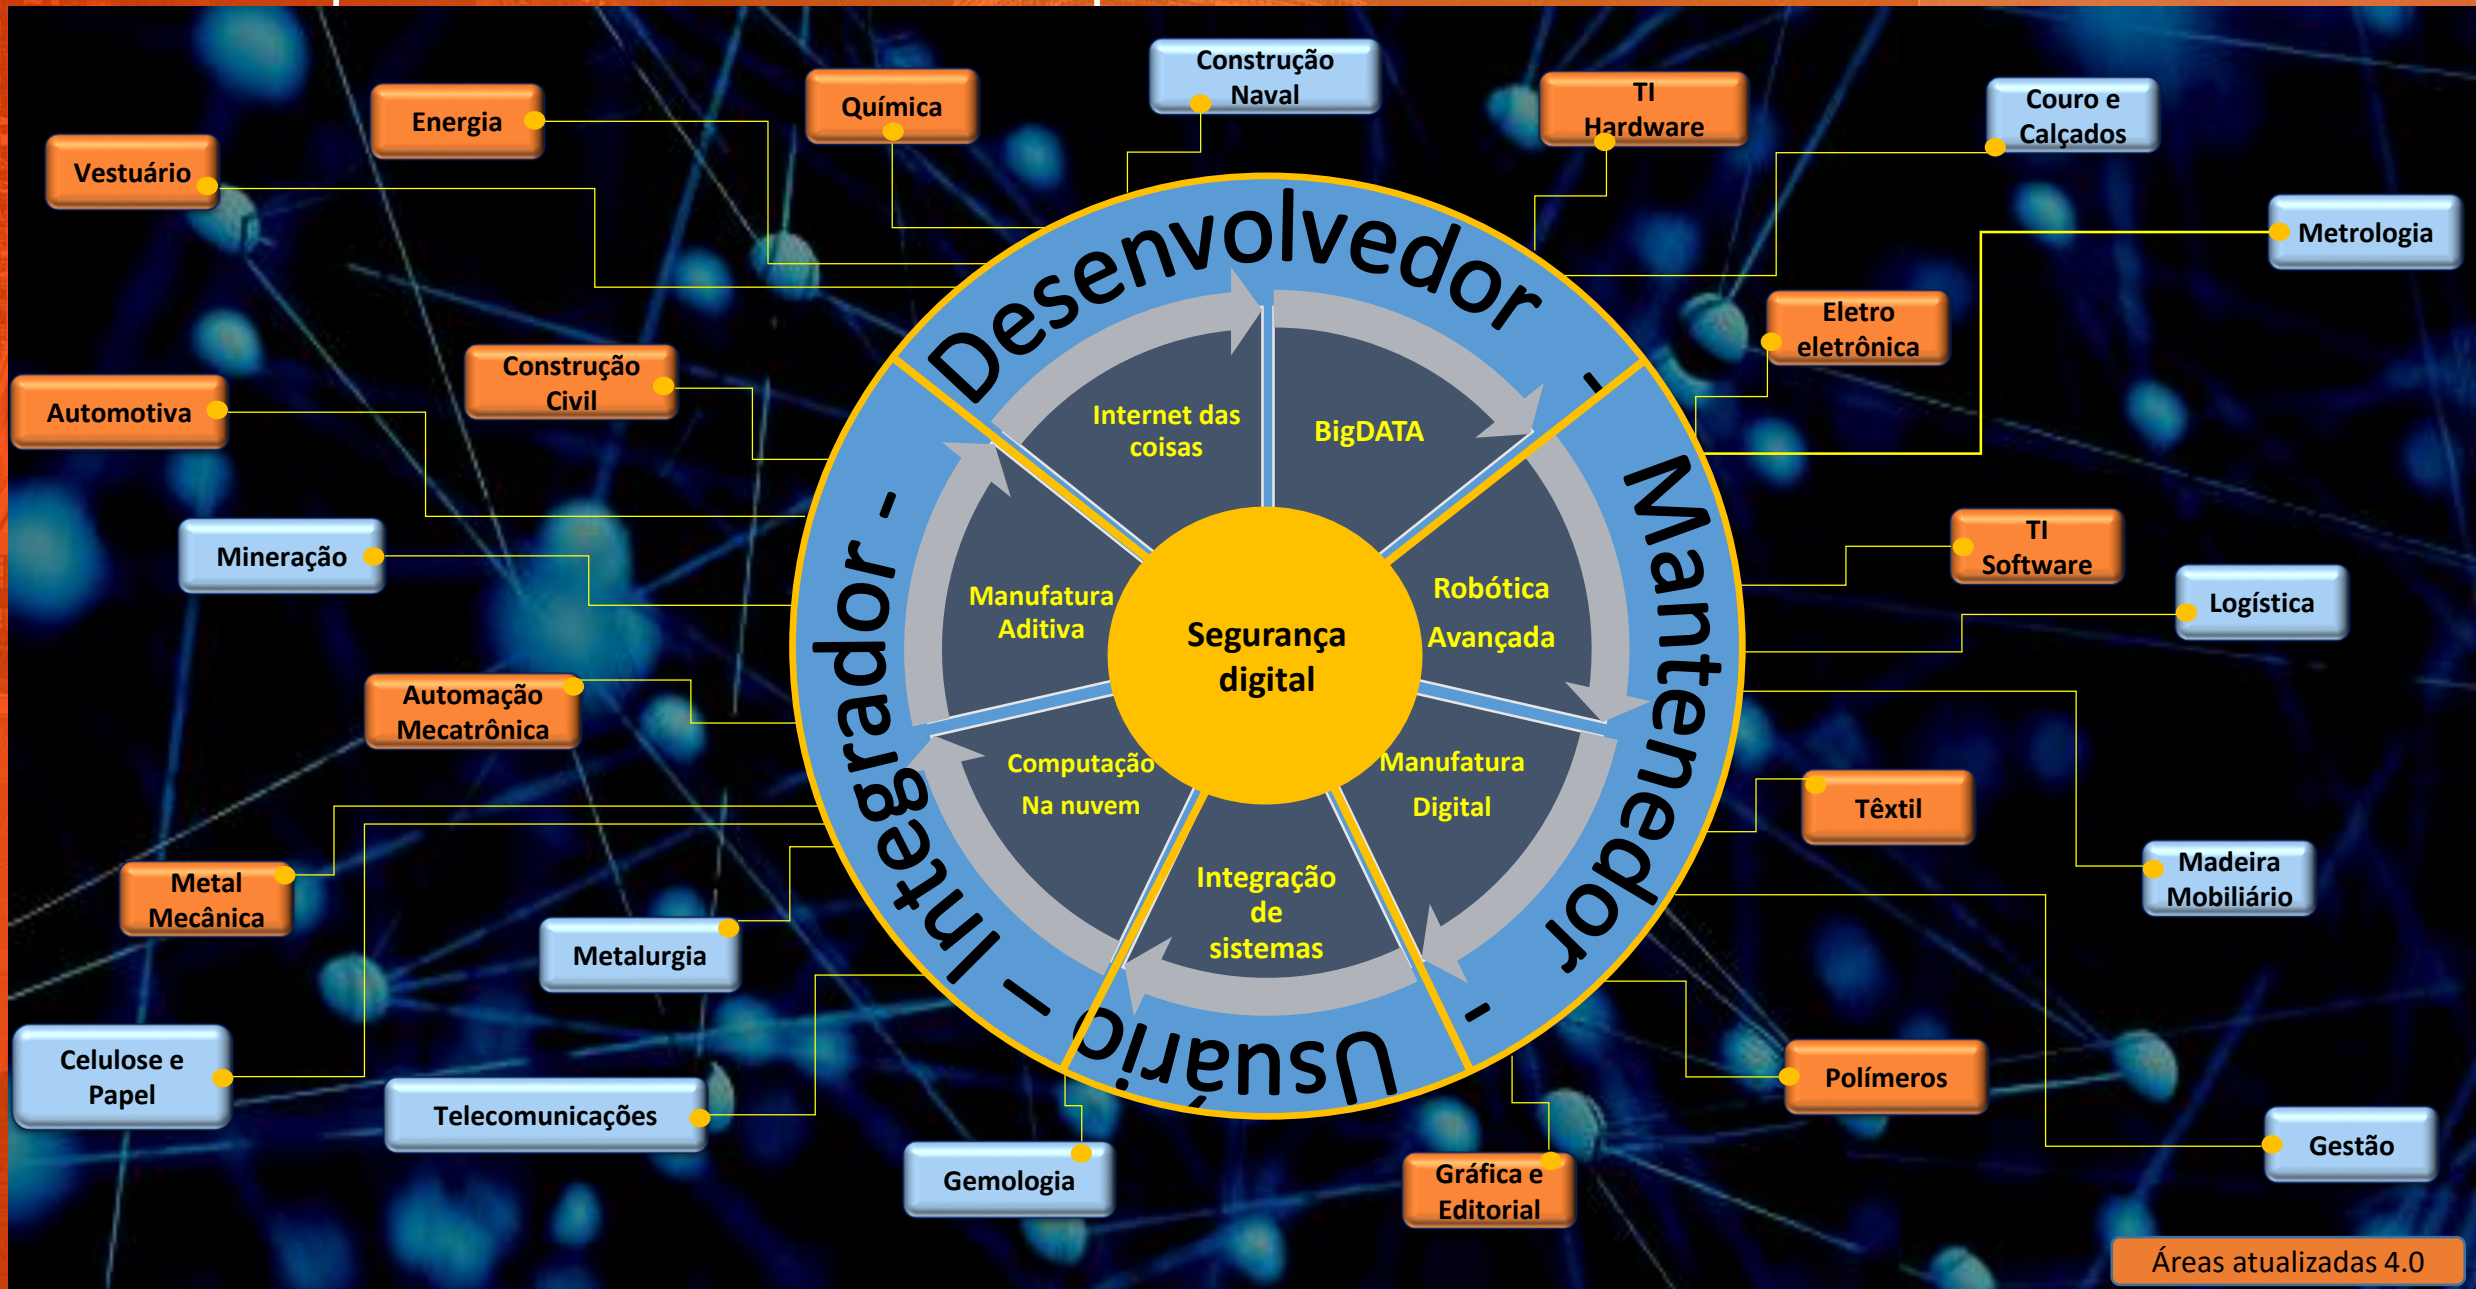 Construção
Naval
Energia
Química
TI
Hardware
Couro e
Calçados
Vestuário
Metrologia
Desenvolvedor -
Eletro
eletrônica
Construção
Civil
Automotiva
Internet das
coisas
BigDATA
Mantenedor -
TI
Software
Mineração
Integrador -
Manufatura
Aditiva
Robótica
Avançada
Logística
Segurança
digital
Automação
Mecatrônica
Computação
Na nuvem
Manufatura
Digital
Têxtil
Metal
Mecânica
Integração
de
sistemas
Madeira
Mobiliário
Metalurgia
Usuário –
Celulose e
Papel
Polímeros
Telecomunicações
Gestão
Gemologia
Gráfica e
Editorial
Áreas atualizadas 4.0